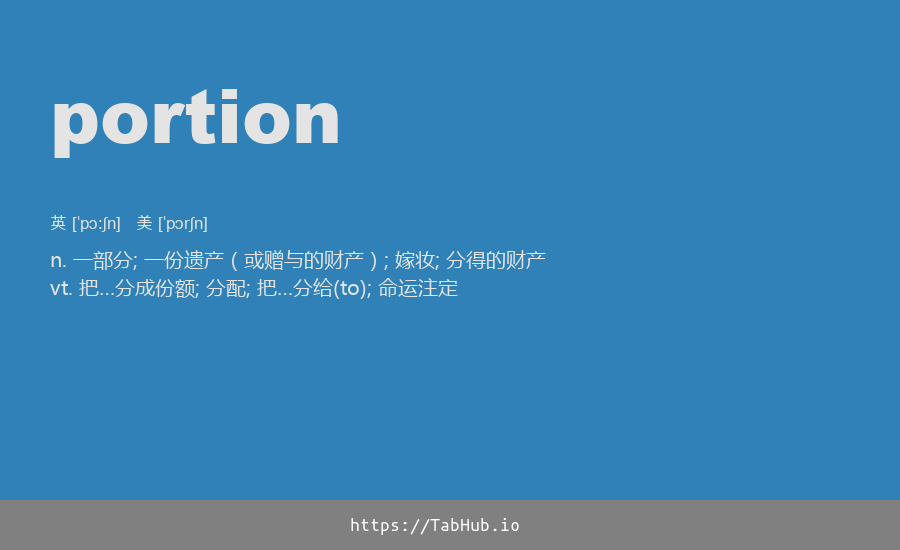 portion
英 [ˈpɔːʃn]   美 [ˈpɔrʃn]
n. 一部分; 一份遗产（或赠与的财产）; 嫁妆; 分得的财产
vt. 把...分成份额; 分配; 把...分给(to); 命运注定
https://TabHub.io